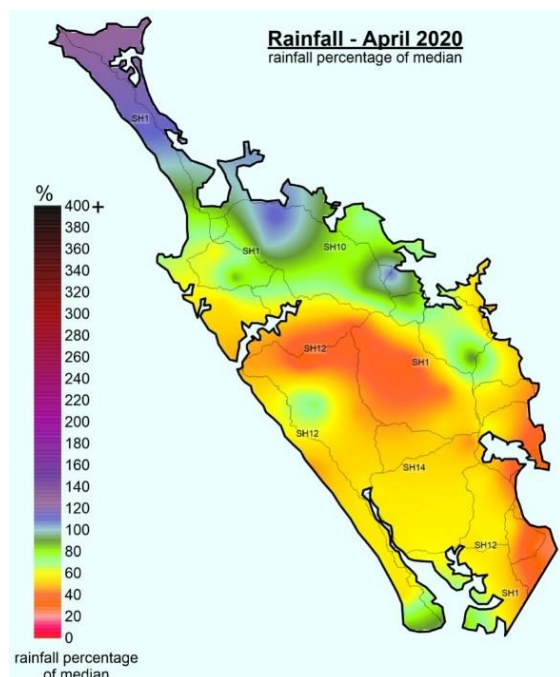 Rainfall - April 2020
rainfall percentage of median
SH1
SH1
SH10
SH12
SH1
SH12
SH14
SH12
SH1
%
400+
380
360
340
320
300
280
260
240
220
200
180
160
140
120
100
80
60
40
20
0
rainfall percentage
of median